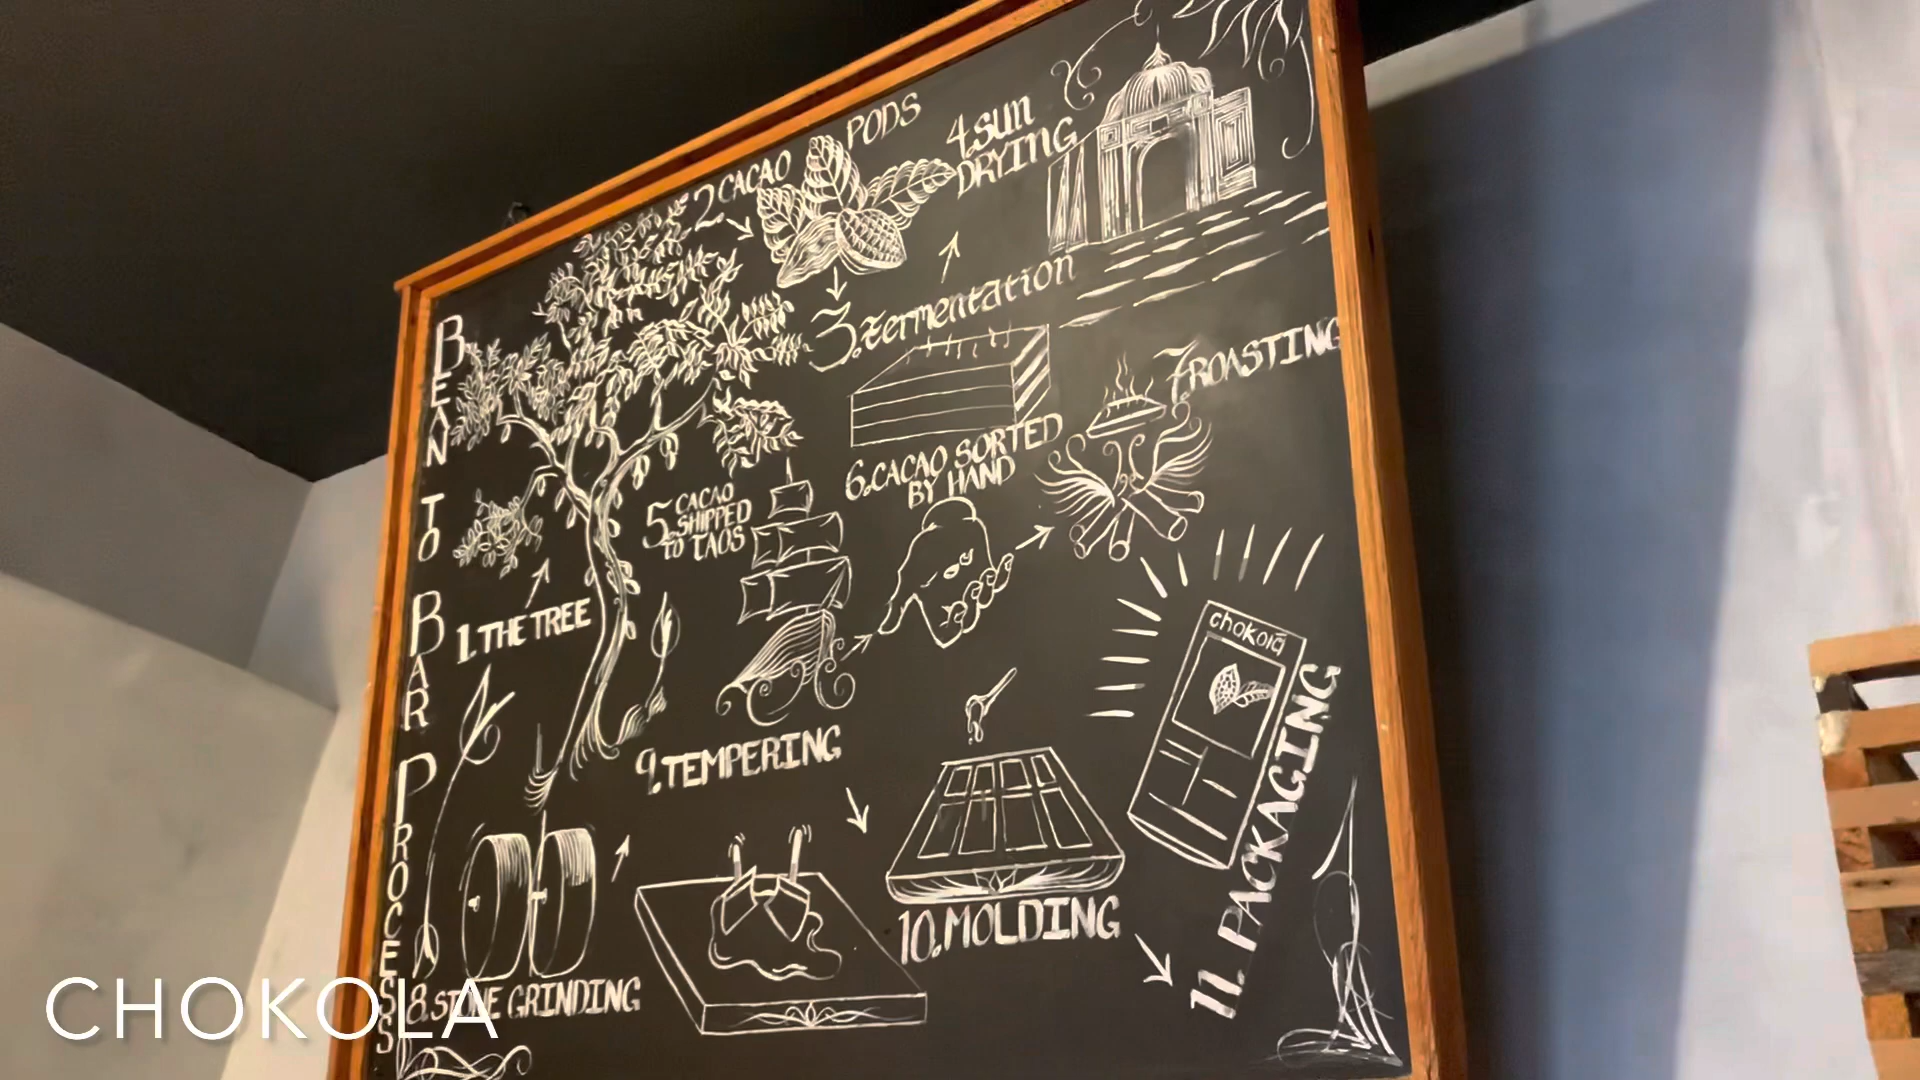 BEAN TO BAR PROCESS
1. THE TREE
2 CACAO PODS
3. Fermentation
4. SUN
DRYING
5. CACAO
SHIPPED
TO TAOS
6. CACAO SORTED
BY HAND
7. ROASTING
8. STONE GRINDING
9. TEMPERING
10. MOLDING
11. PACKAGING
chokolá
CHOKOLA